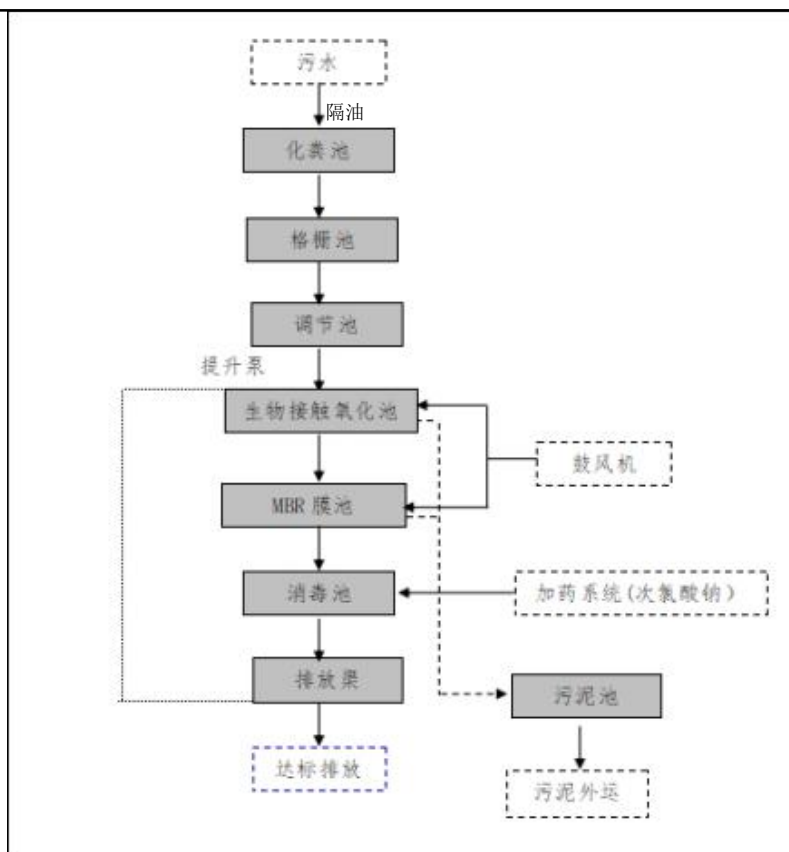 污水
隔油
化粪池
格栅池
调节池
提升泵
生物接触氧化池
鼓风机
MBR 膜池
消毒池
加药系统(次氯酸钠）
排放渠
污泥池
达标排放
污泥外运